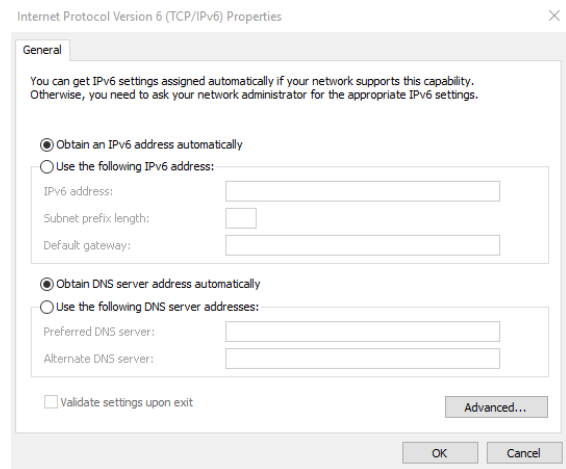 Internet Protocol Version 6 (TCP/IPv6) Properties
General
You can get IPv6 settings assigned automatically if your network supports this capability.
Otherwise, you need to ask your network administrator for the appropriate IPv6 settings.
Obtain an IPv6 address automatically
Use the following IPv6 address:
IPv6 address:
Subnet prefix length:
Default gateway:
Obtain DNS server address automatically
Use the following DNS server addresses:
Preferred DNS server:
Alternate DNS server:
Validate settings upon exit
Advanced...
OK
Cancel